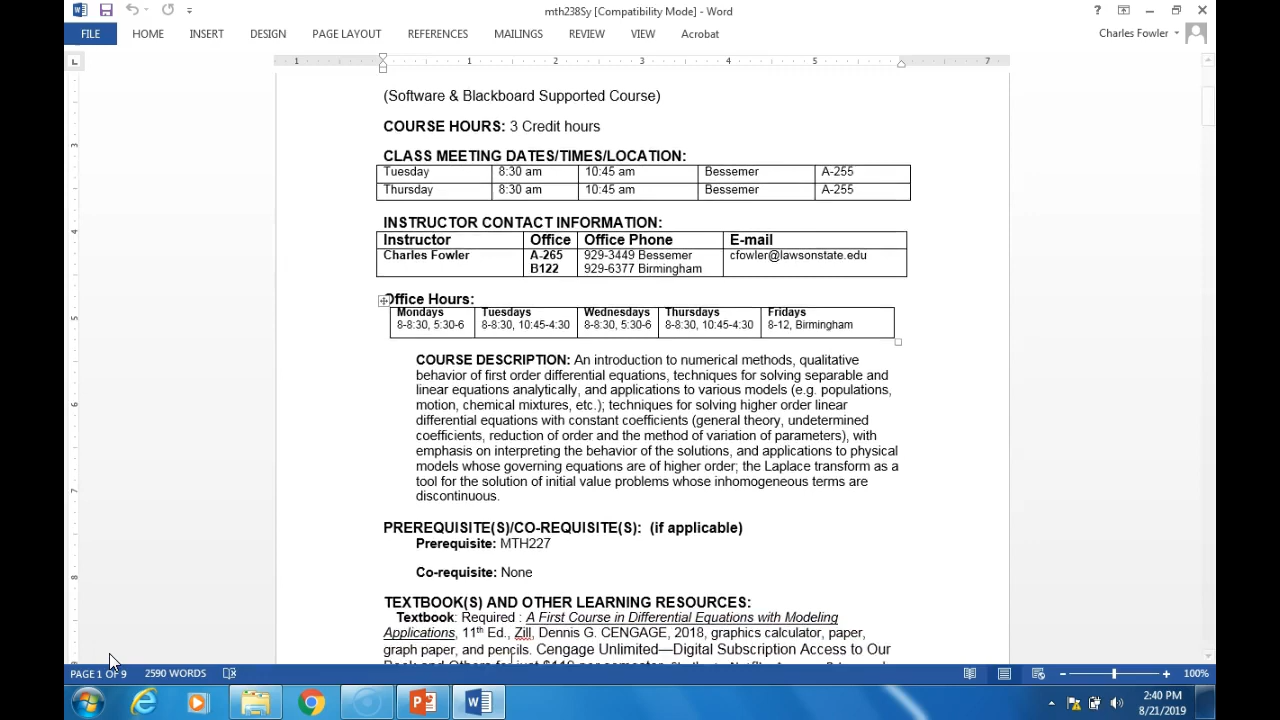 mth238Sy [Compatibility Mode] - Word
FILE HOME INSERT DESIGN PAGE LAYOUT REFERENCES MAILINGS REVIEW VIEW Acrobat Charles Fowler
1 1 2 3 4 5 7
(Software & Blackboard Supported Course)
COURSE HOURS: 3 Credit hours
CLASS MEETING DATES/TIMES/LOCATION:
Tuesday 8:30 am 10:45 am Bessemer A-255
Thursday 8:30 am 10:45 am Bessemer A-255
INSTRUCTOR CONTACT INFORMATION:
Instructor Office Office Phone E-mail
Charles Fowler A-265 929-3449 Bessemer cfowler@lawsonstate.edu
B122 929-6377 Birmingham
Office Hours:
Mondays Tuesdays Wednesdays Thursdays Fridays
8-8:30, 5:30-6 8-8:30, 10:45-4:30 8-8:30, 5:30-6 8-8:30, 10:45-4:30 8-12, Birmingham
COURSE DESCRIPTION: An introduction to numerical methods, qualitative
behavior of first order differential equations, techniques for solving separable and
linear equations analytically, and applications to various models (e.g. populations,
motion, chemical mixtures, etc.); techniques for solving higher order linear
differential equations with constant coefficients (general theory, undetermined
coefficients, reduction of order and the method of variation of parameters), with
emphasis on interpreting the behavior of the solutions, and applications to physical
models whose governing equations are of higher order; the Laplace transform as a
tool for the solution of initial value problems whose inhomogeneous terms are
discontinuous.
PREREQUISITE(S)/CO-REQUISITE(S): (if applicable)
Prerequisite: MTH227
Co-requisite: None
TEXTBOOK(S) AND OTHER LEARNING RESOURCES:
Textbook: Required : A First Course in Differential Equations with Modeling
Applications, 11th Ed., Zill, Dennis G. CENGAGE, 2018, graphics calculator, paper,
graph paper, and pencils. Cengage Unlimited—Digital Subscription Access to Our
PAGE 1 OF 9 2590 WORDS 100%
2:40 PM
8/21/2019